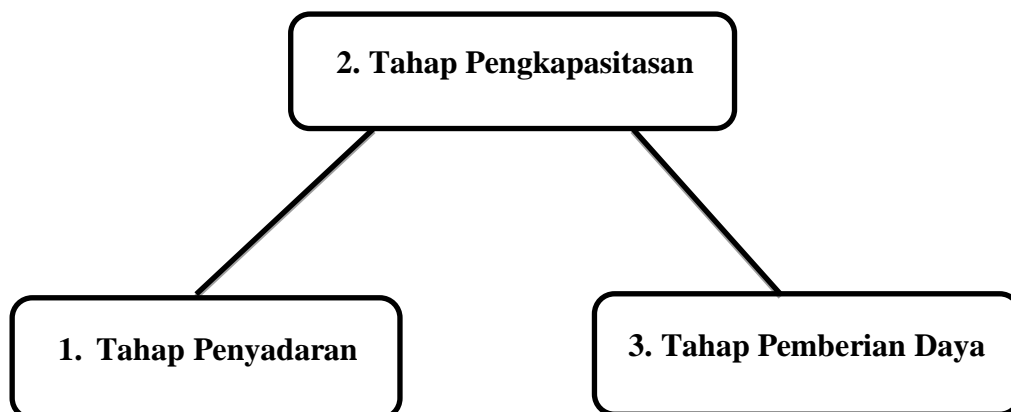 2. Tahap Pengkapasitasan
1. Tahap Penyadaran
3. Tahap Pemberian Daya